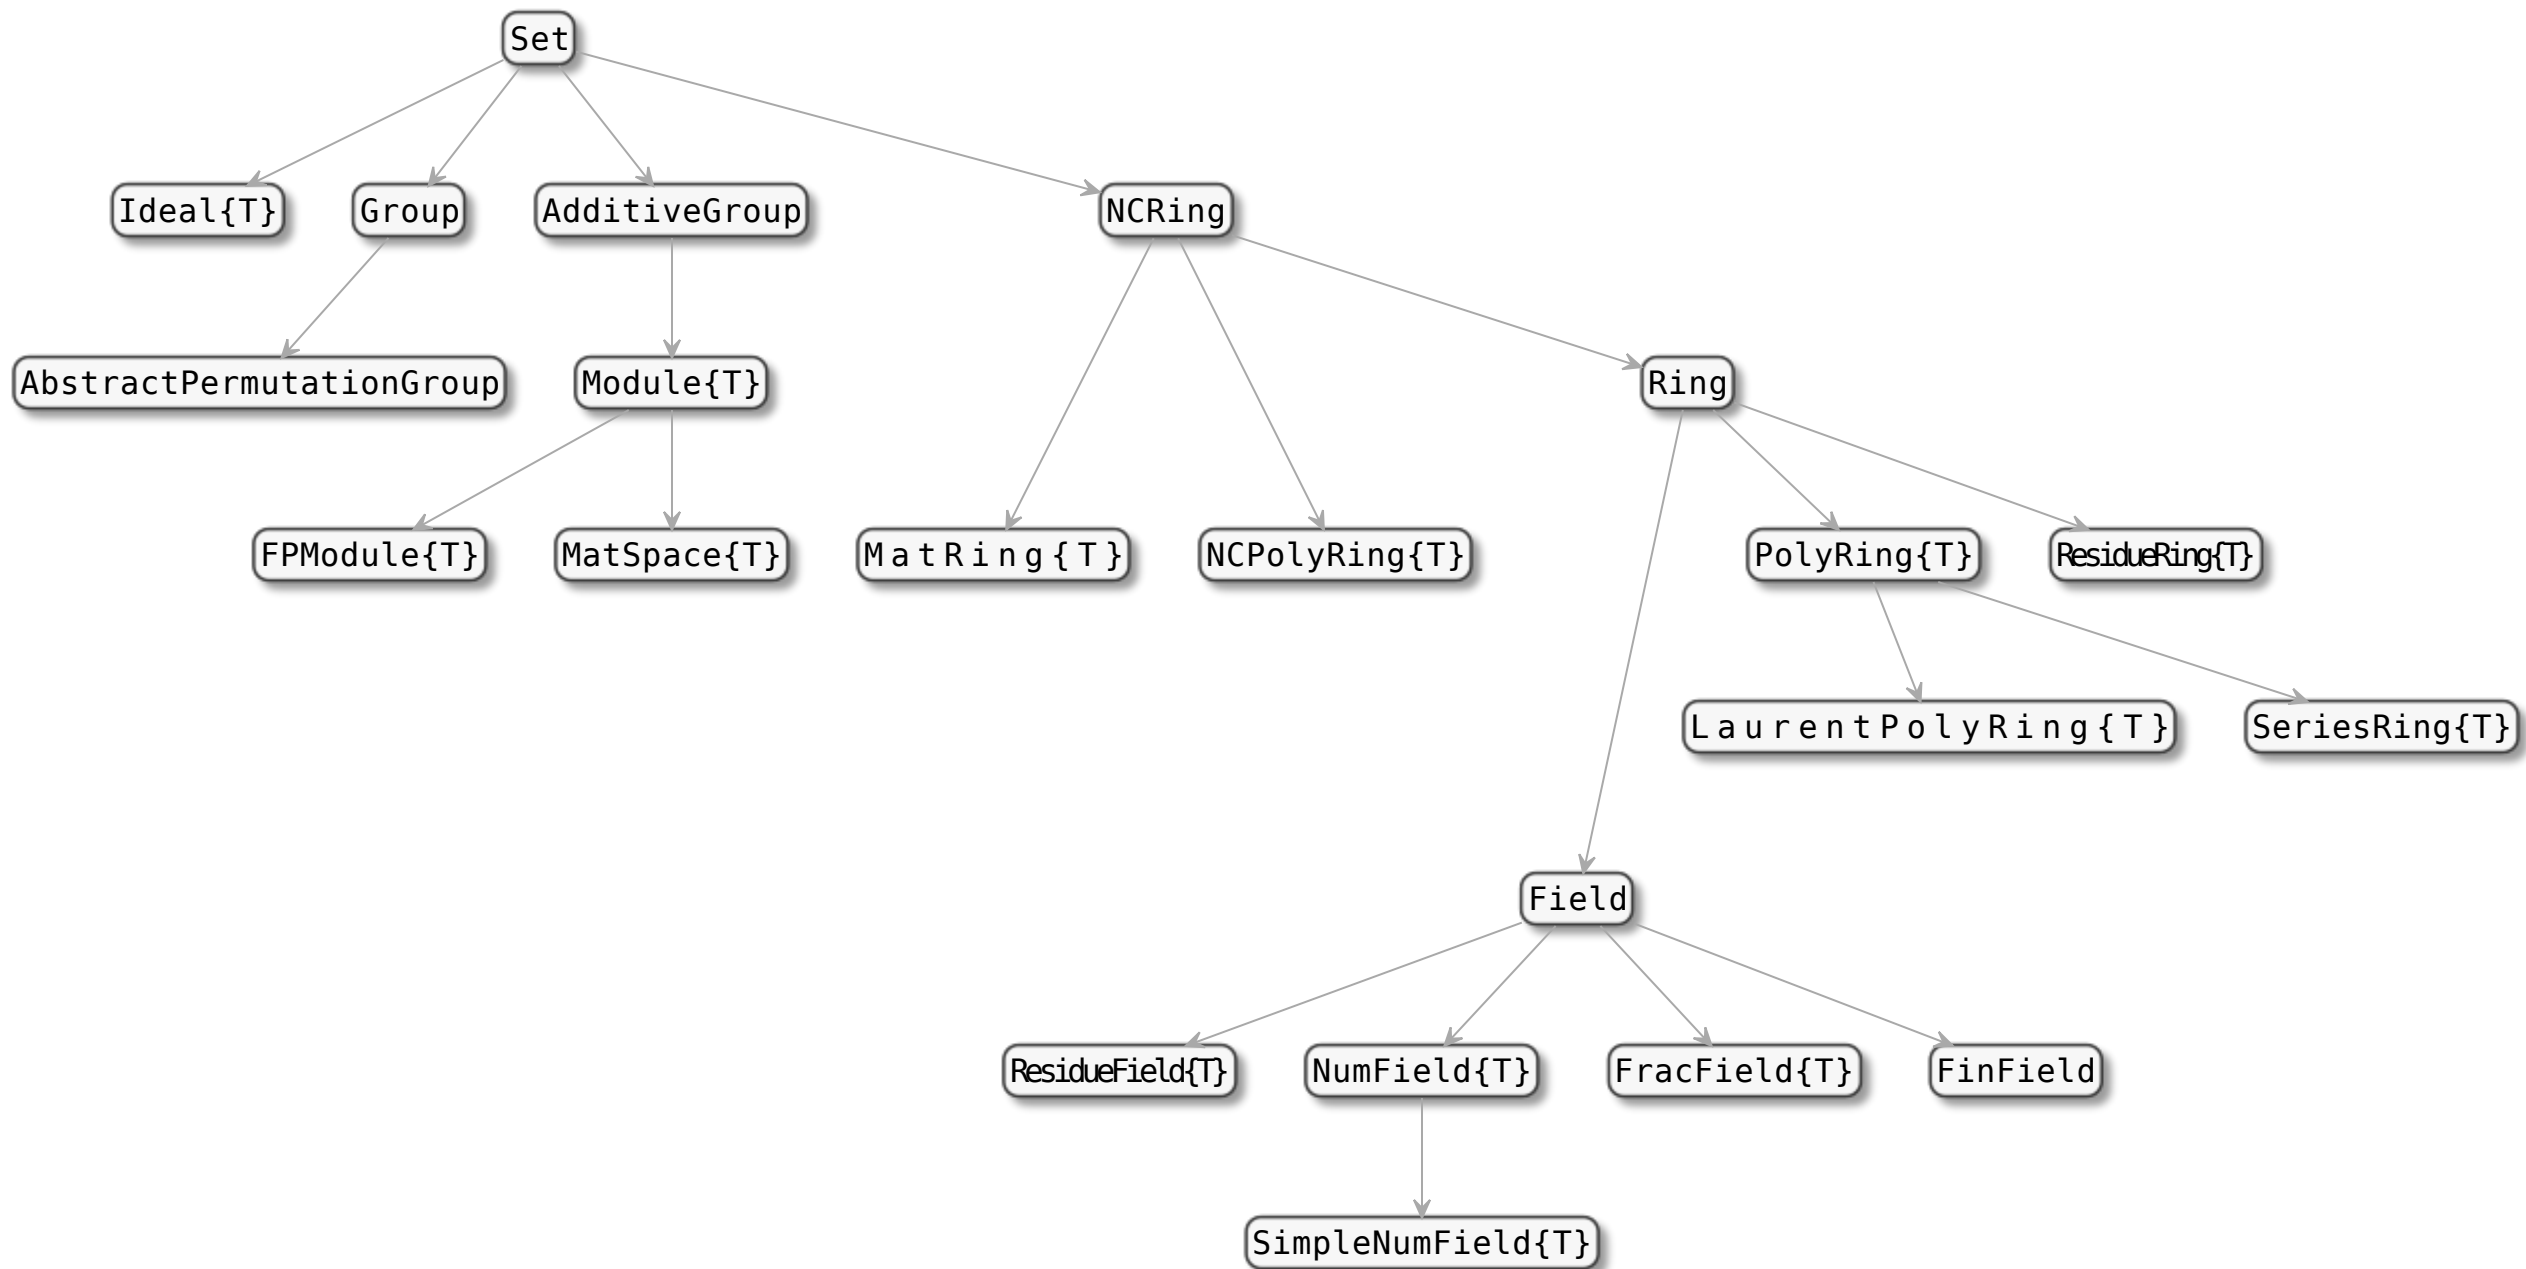 Set
Ideal{T}
Group
AdditiveGroup
NCRing
AbstractPermutationGroup
Module{T}
Ring
FPModule{T}
MatSpace{T}
MatRing{T}
NCPolyRing{T}
PolyRing{T}
ResidueRing{T}
LaurentPolyRing{T}
SeriesRing{T}
Field
ResidueField{T}
NumField{T}
FracField{T}
FinField
SimpleNumField{T}